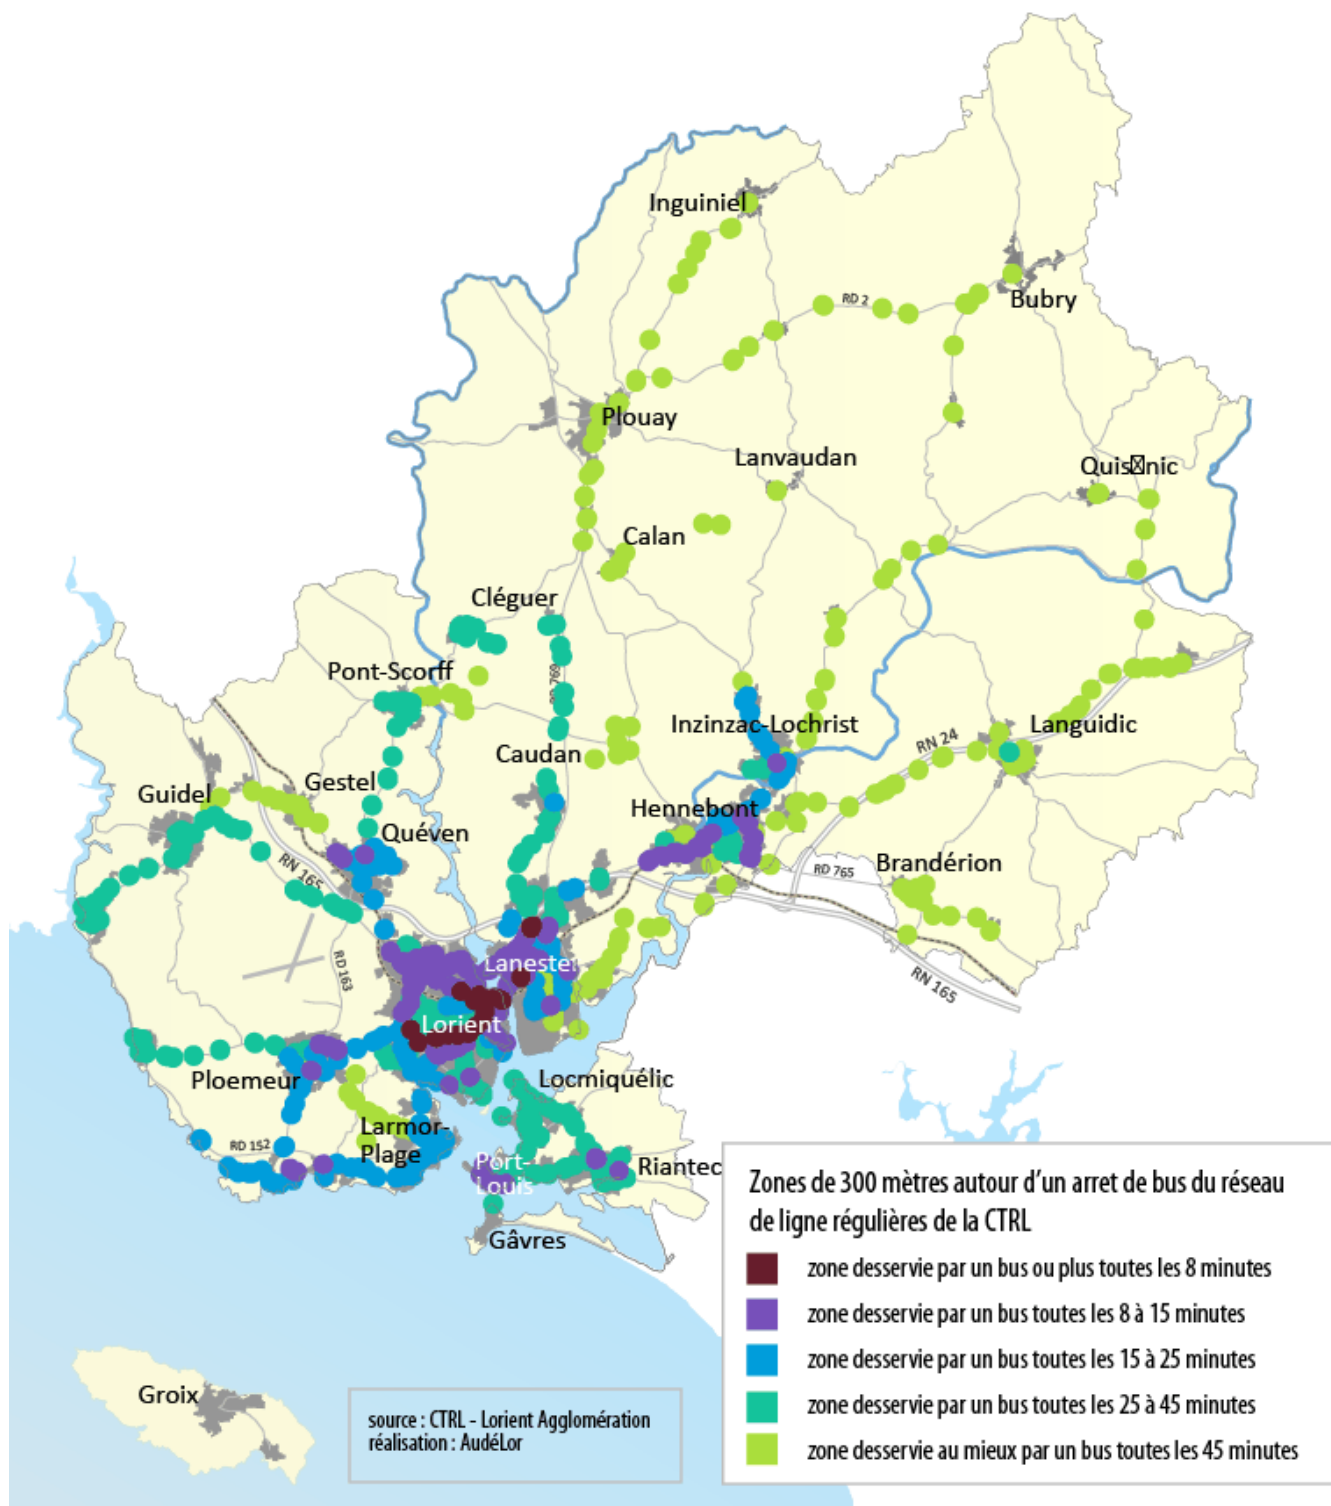 Inguiniel
RD 2
Bubry
Plouay
Lanvaudan
Quis☒nic
Calan
Cléguer
Pont-Scorff
RD 769
Inzinzac-Lochrist
Languidic
RN 24
Caudan
Gestel
Guidel
Hennebont
Quéven
RN 165
Brandérion
RD 765
RD 163
Lanester
RN 165
Lorient
Ploemeur
Locmiquélic
Larmor-
Plage
RD 152
Port-
Louis
Riantec
Gâvres
Groix
Zones de 300 mètres autour d'un arret de bus du réseau
de ligne régulières de la CTRL
zone desservie par un bus ou plus toutes les 8 minutes
zone desservie par un bus toutes les 8 à 15 minutes
zone desservie par un bus toutes les 15 à 25 minutes
zone desservie par un bus toutes les 25 à 45 minutes
zone desservie au mieux par un bus toutes les 45 minutes
source : CTRL - Lorient Agglomération
réalisation : AudéLor